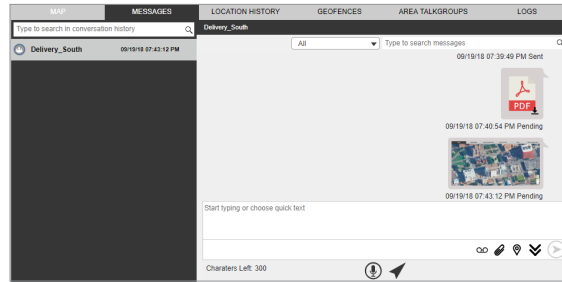 MAP MESSAGES LOCATION HISTORY GEOFENCES AREA TALKGROUPS LOGS
Type to search in conversation history
Delivery_South 09/19/18 07:43:12 PM
Delivery_South
All Type to search messages
09/19/18 07:39:49 PM Sent
PDF
09/19/18 07:40:54 PM Pending
09/19/18 07:43:12 PM Pending
Start typing or choose quick text
Charaters Left: 300